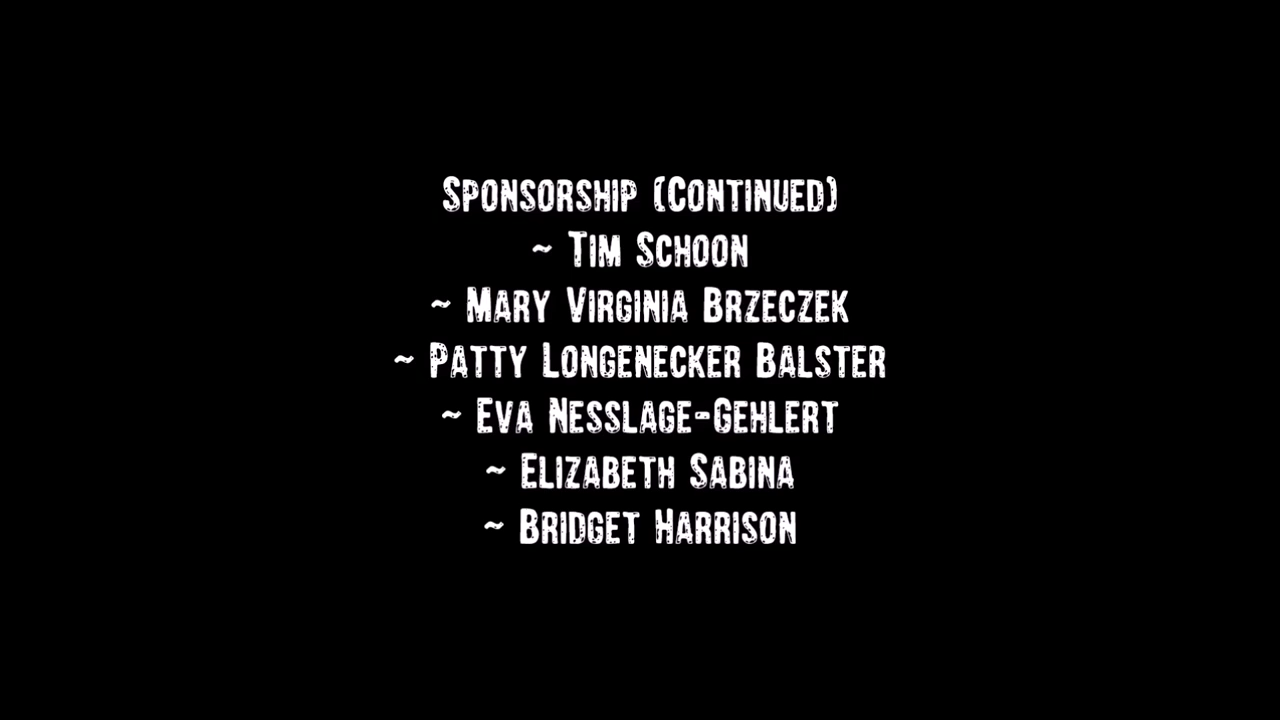 Sponsorship (Continued)
~ Tim Schoon
~ Mary Virginia Brzeczek
~ Patty Longenecker Balster
~ Eva Nesslage-Gehlert
~ Elizabeth Sabina
~ Bridget Harrison